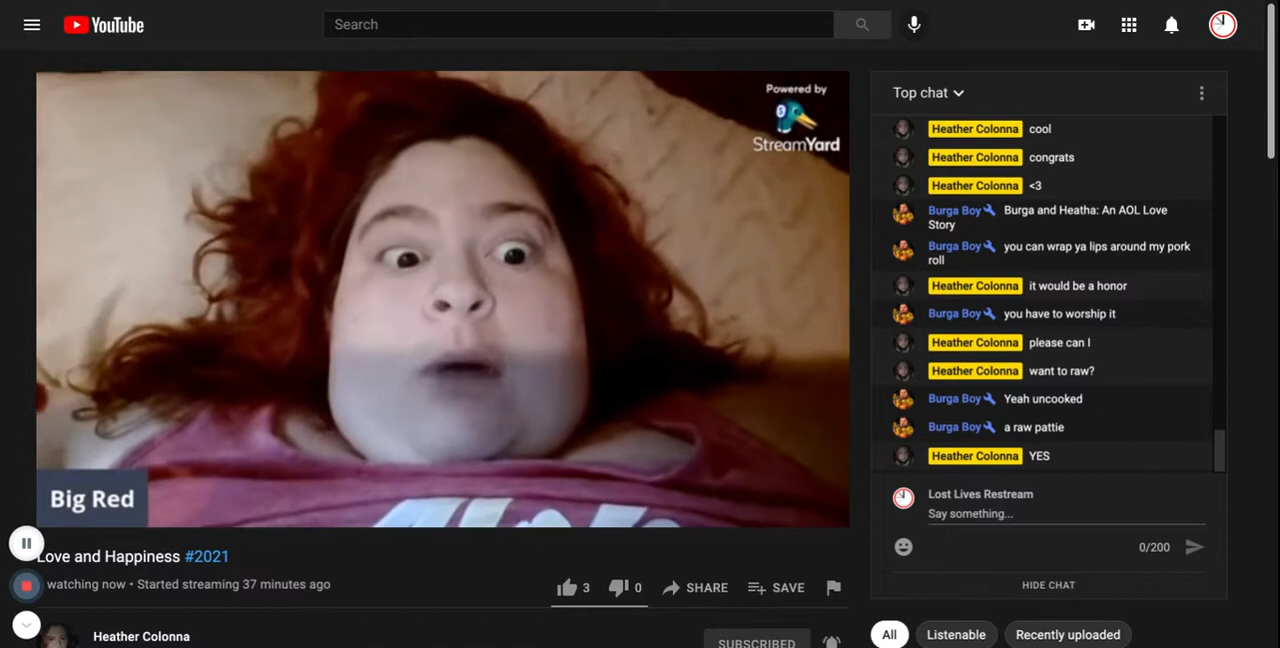 YouTube
Search
Powered by
StreamYard
Big Red
Love and Happiness #2021
watching now • Started streaming 37 minutes ago
3
0
SHARE
SAVE
Heather Colonna
SUBSCRIBED
Top chat
Heather Colonna cool
Heather Colonna congrats
Heather Colonna <3
Burga Boy Burga and Heatha: An AOL Love
Story
Burga Boy you can wrap ya lips around my pork
roll
Heather Colonna it would be a honor
Burga Boy you have to worship it
Heather Colonna please can I
Heather Colonna want to raw?
Burga Boy Yeah uncooked
Burga Boy a raw pattie
Heather Colonna YES
Lost Lives Restream
Say something...
0/200
HIDE CHAT
All
Listenable
Recently uploaded